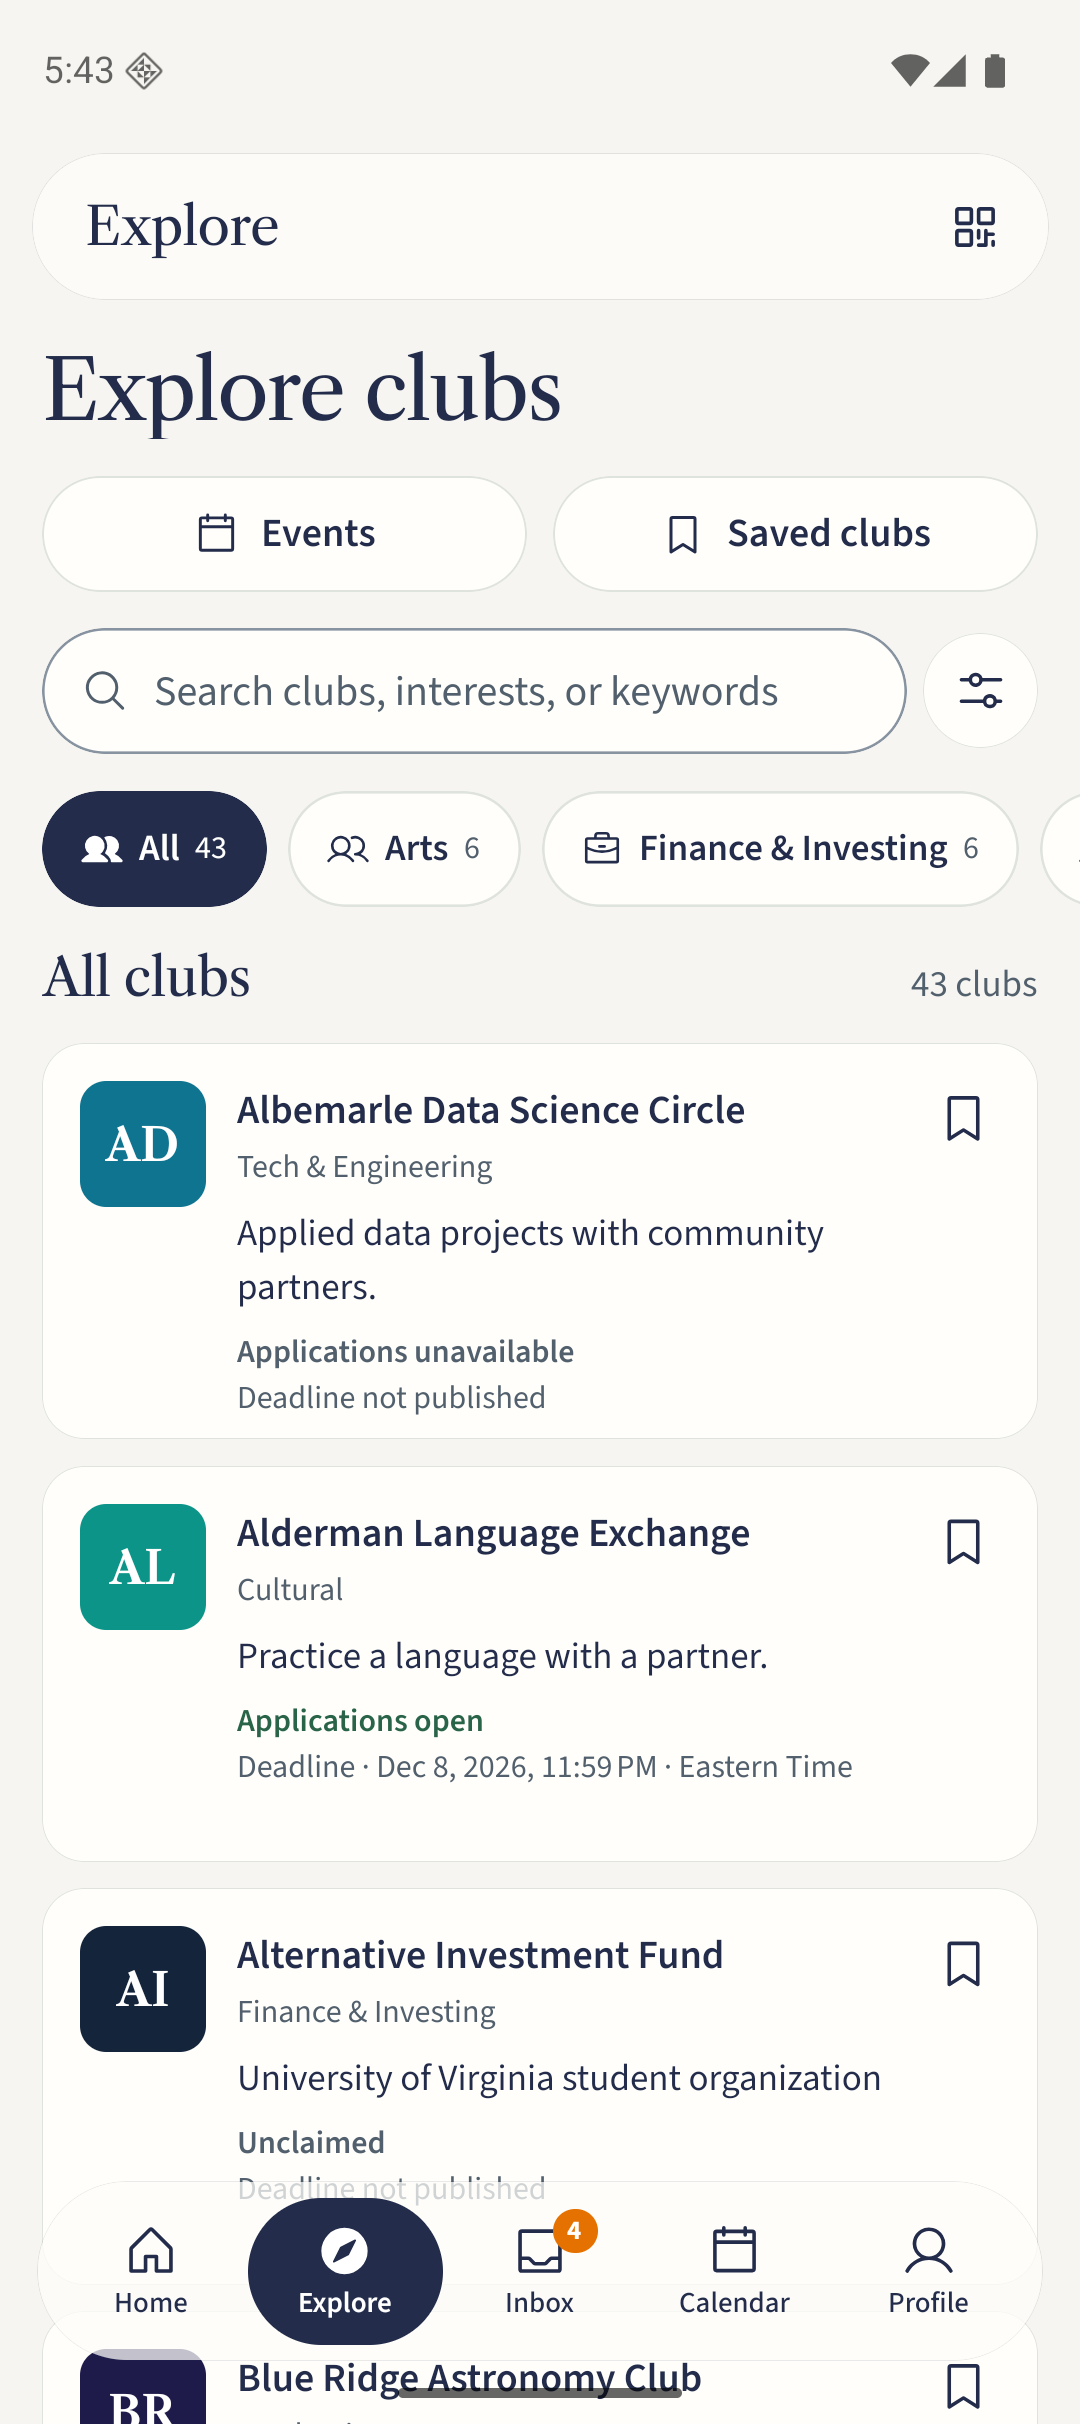 5:43
Explore
Explore clubs
Events
Saved clubs
Search clubs, interests, or keywords
All 43
Arts 6
Finance & Investing 6
All clubs
43 clubs
AD
Albemarle Data Science Circle
Tech & Engineering
Applied data projects with community
partners.
Applications unavailable
Deadline not published
AL
Alderman Language Exchange
Cultural
Practice a language with a partner.
Applications open
Deadline · Dec 8, 2026, 11:59 PM · Eastern Time
AI
Alternative Investment Fund
Finance & Investing
University of Virginia student organization
Unclaimed
Deadline not published
4
Home
Explore
Inbox
Calendar
Profile
BR
Blue Ridge Astronomy Club